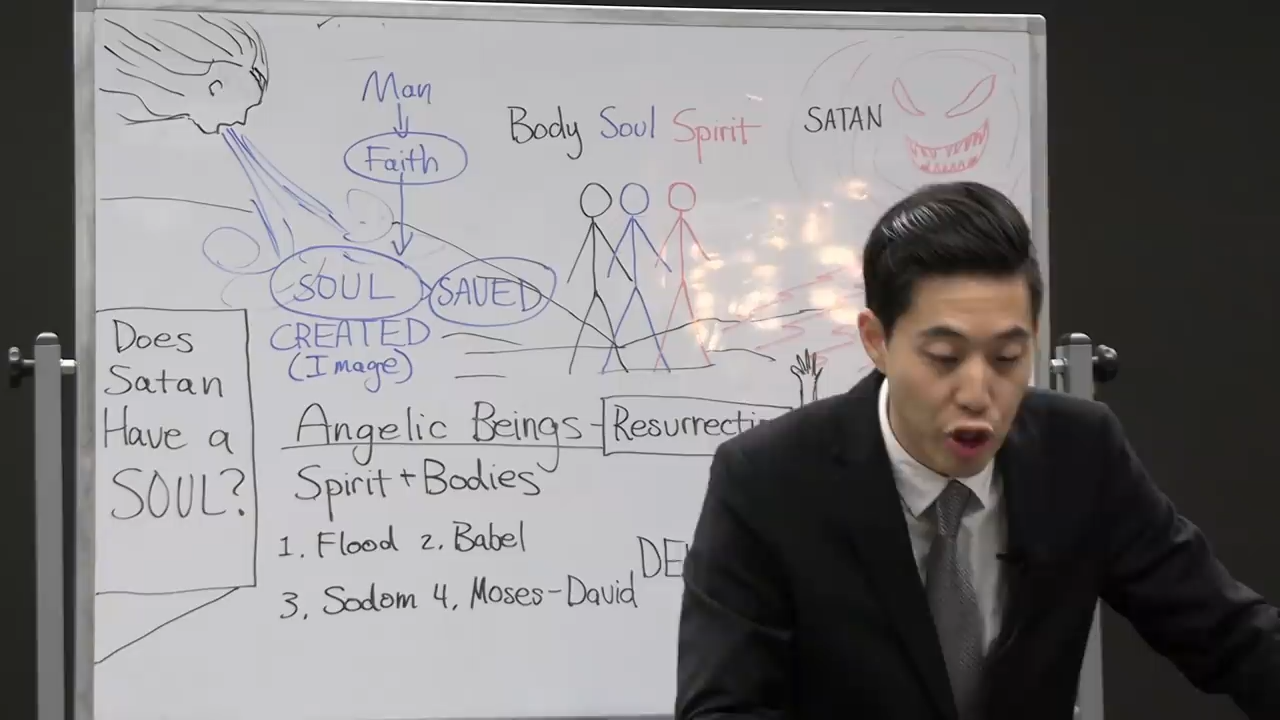 Man
Faith
SOUL SAVED
CREATED
(Image)
Body Soul Spirit
SATAN
Does
Satan
Have a
SOUL?
Angelic Beings -
Spirit + Bodies
1. Flood 2. Babel
3. Sodom 4. Moses - David